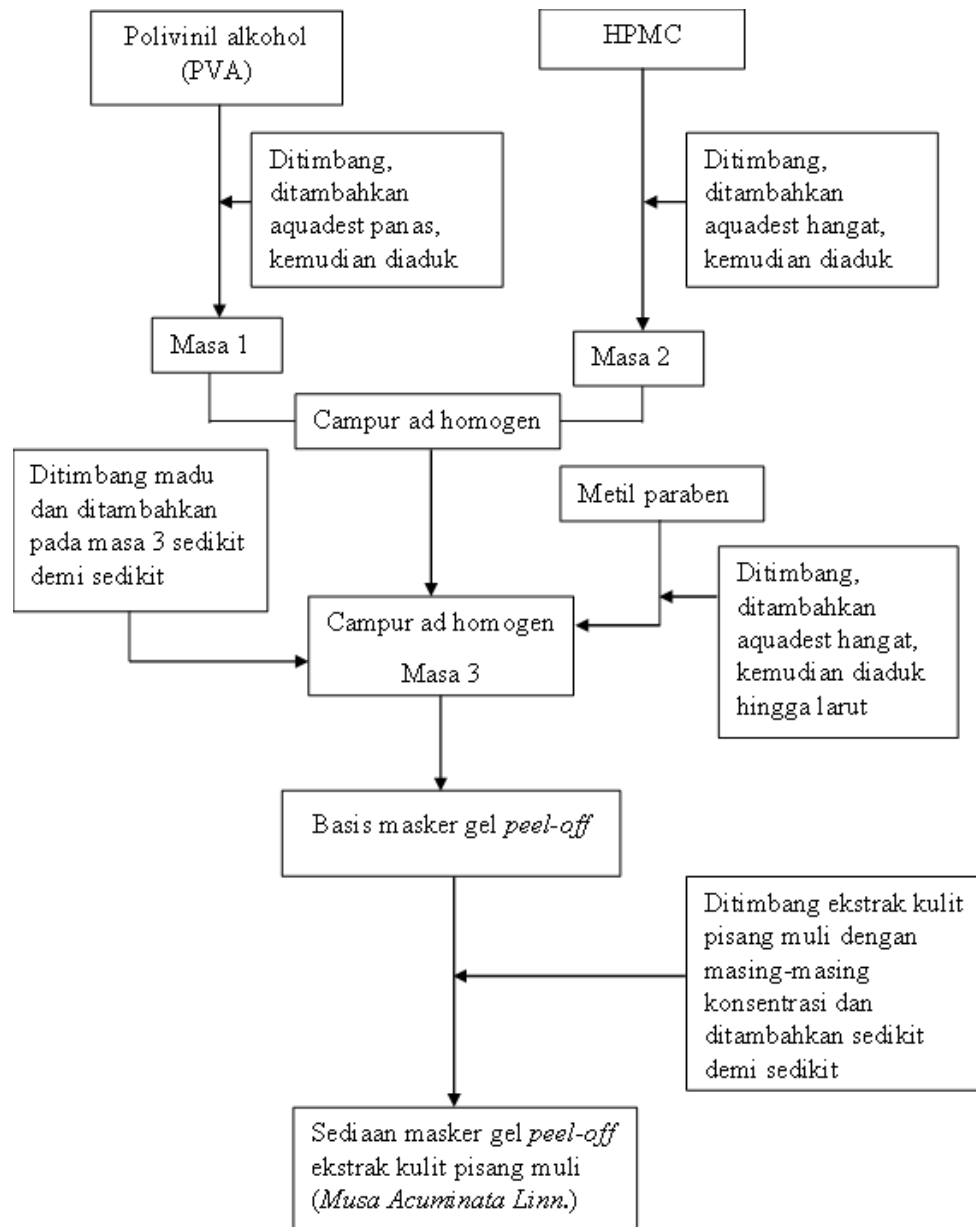 Polivinil alkohol
(PVA)
HPMC
Ditimbang,
ditambahkan
aquadest panas,
kemudian diaduk
Ditimbang,
ditambahkan
aquadest hangat,
kemudian diaduk
Masa 1
Masa 2
Campur ad homogen
Ditimbang madu
dan ditambahkan
pada masa 3 sedikit
demi sedikit
Metil paraben
Ditimbang,
ditambahkan
aquadest hangat,
kemudian diaduk
hingga larut
Campur ad homogen
Masa 3
Basis masker gel peel-off
Ditimbang ekstrak kulit
pisang muli dengan
masing-masing
konsentrasi dan
ditambahkan sedikit
demi sedikit
Sediaan masker gel peel-off
ekstrak kulit pisang muli
(Musa Acuminata Linn.)